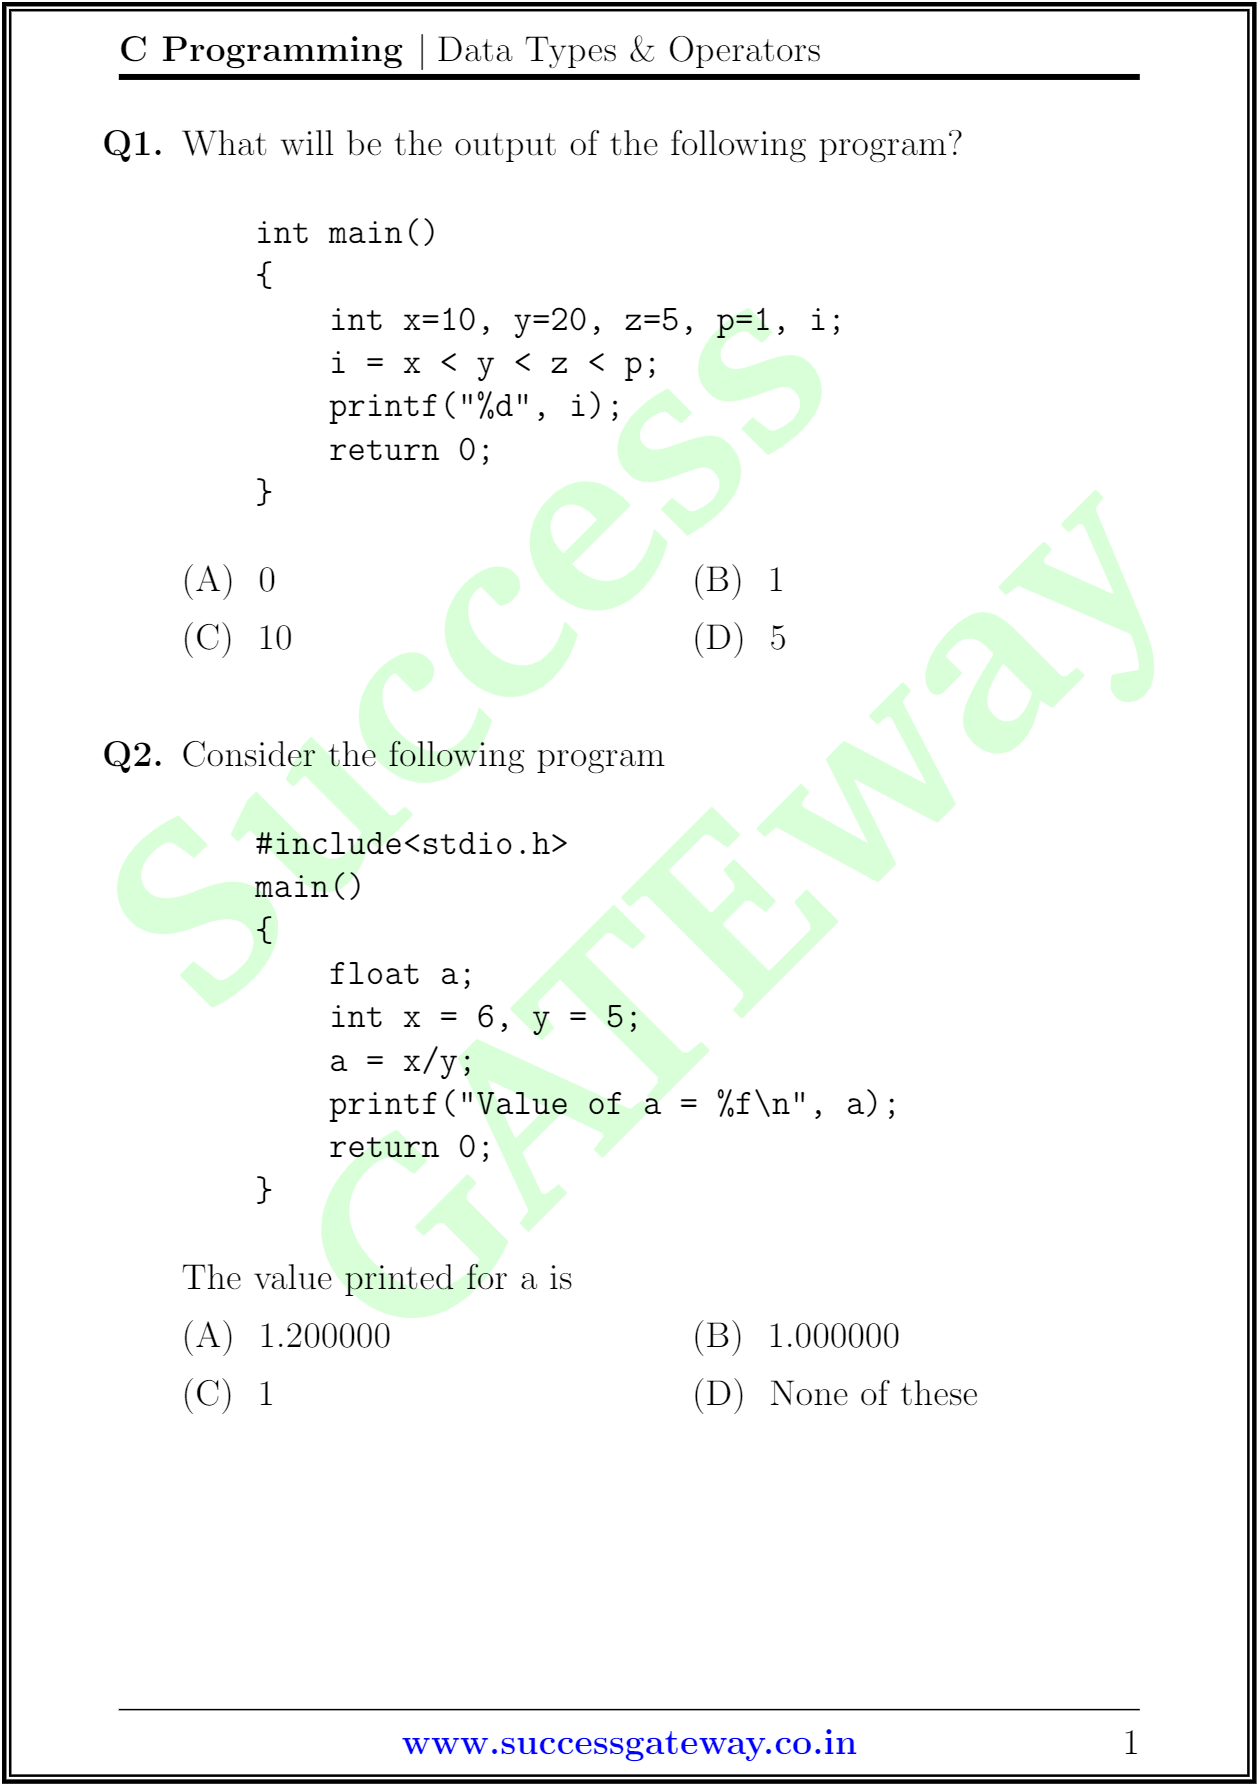 C Programming | Data Types & Operators
Q1. What will be the output of the following program?
int main()
{
    int x=10, y=20, z=5, p=1, i;
    i = x < y < z < p;
    printf("%d", i);
    return 0;
}
(A) 0 (B) 1
(C) 10 (D) 5
Q2. Consider the following program
#include<stdio.h>
main()
{
    float a;
    int x = 6, y = 5;
    a = x/y;
    printf("Value of a = %f\n", a);
    return 0;
}
The value printed for a is
(A) 1.200000 (B) 1.000000
(C) 1 (D) None of these
Success
GATEway
www.successgateway.co.in 1